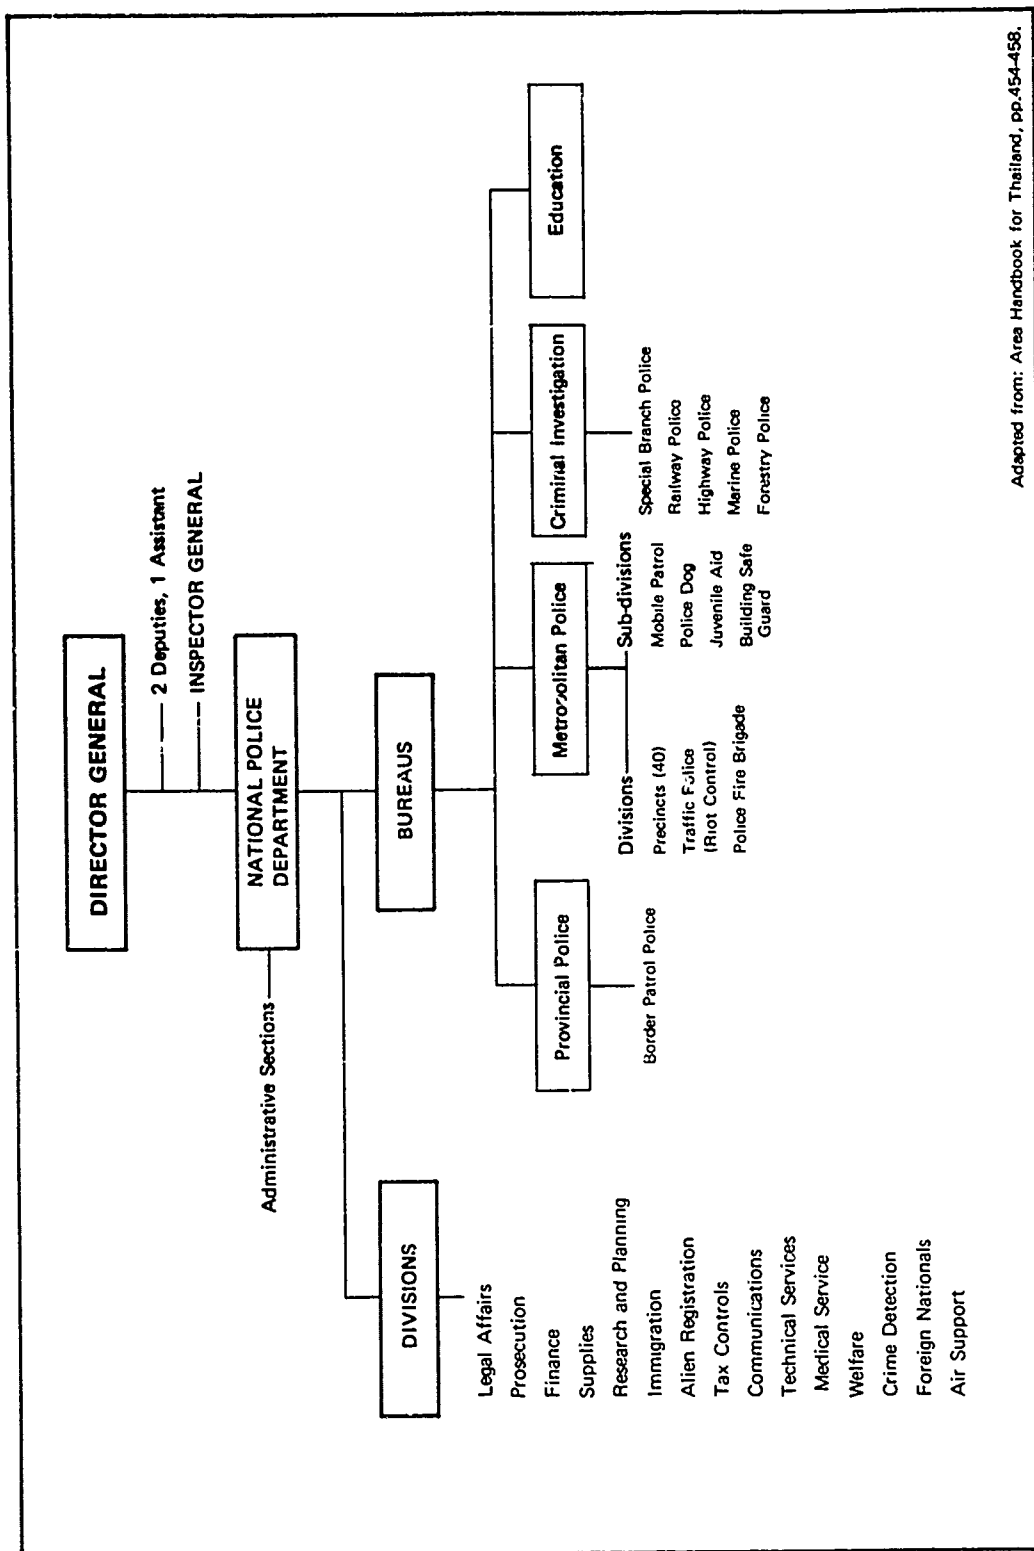 DIRECTOR GENERAL
2 Deputies, 1 Assistant
INSPECTOR GENERAL
NATIONAL POLICE
DEPARTMENT
Administrative Sections
DIVISIONS
Legal Affairs
Prosecution
Finance
Supplies
Research and Planning
Immigration
Alien Registration
Tax Controls
Communications
Technical Services
Medical Service
Welfare
Crime Detection
Foreign Nationals
Air Support
BUREAUS
Provincial Police
Border Patrol Police
Metropolitan Police
Divisions
Precincts (40)
Traffic Police
(Riot Control)
Police Fire Brigade
Sub-divisions
Mobile Patrol
Police Dog
Juvenile Aid
Building Safe
Guard
Criminal Investigation
Special Branch Police
Railway Police
Highway Police
Marine Police
Forestry Police
Education
Adapted from: Area Handbook for Thailand, pp.454-458.